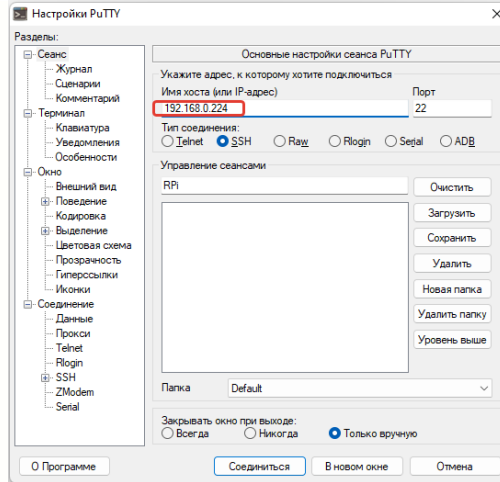 Настройки PuTTY
Разделы:
Сеанс
Журнал
Сценарии
Комментарий
Терминал
Клавиатура
Уведомления
Особенности
Окно
Внешний вид
Поведение
Кодировка
Выделение
Цветовая схема
Прозрачность
Гиперссылки
Иконки
Соединение
Данные
Прокси
Telnet
Rlogin
SSH
ZModem
Serial
Основные настройки сеанса PuTTY
Укажите адрес, к которому хотите подключиться
Имя хоста (или IP-адрес) Порт
192.168.0.224 22
Тип соединения:
Telnet SSH Raw Rlogin Serial ADB
Управление сеансами
RPi Очистить
Загрузить
Сохранить
Удалить
Новая папка
Удалить папку
Уровень выше
Папка Default
Закрывать окно при выходе:
Всегда Никогда Только вручную
О Программе Соединиться В новом окне Отмена